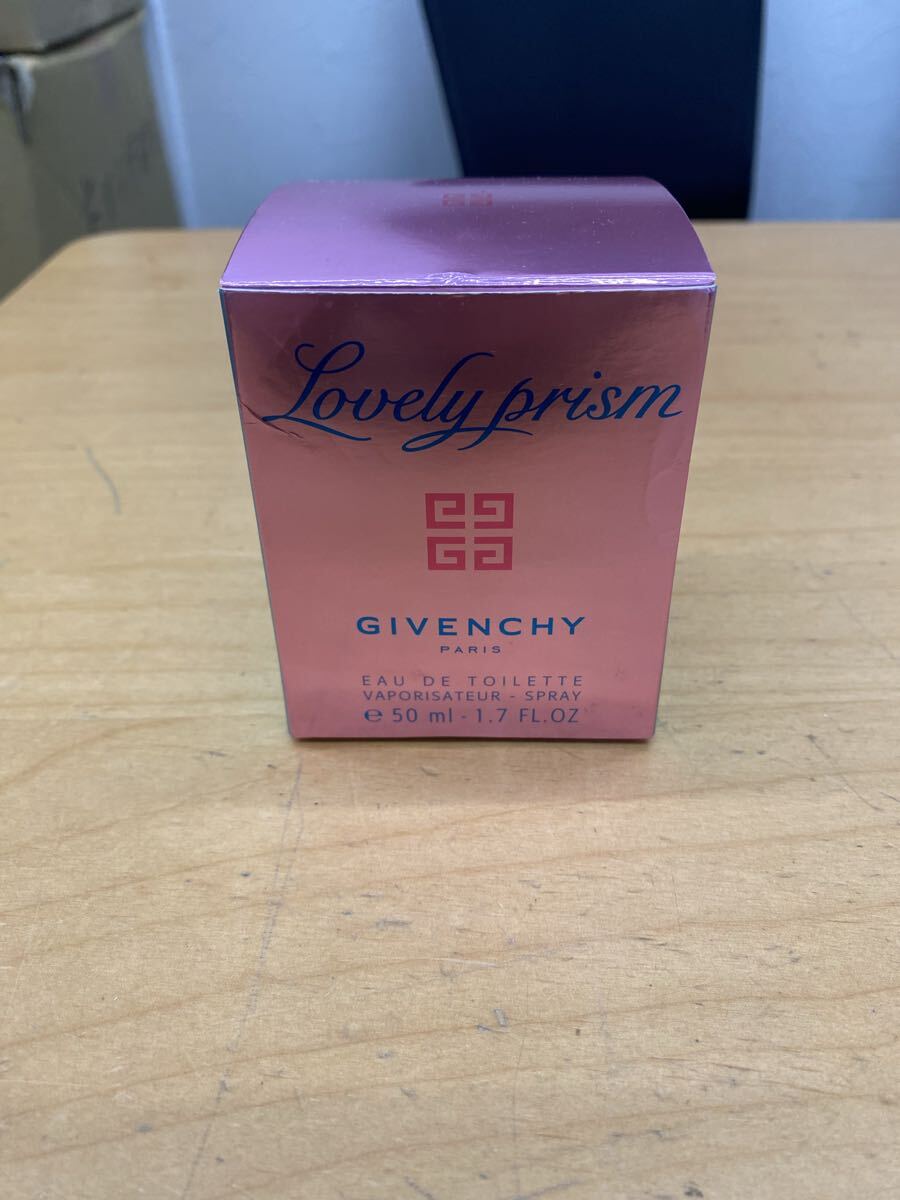 Lovely prism
GIVENCHY
PARIS
EAU DE TOILETTE
VAPORISATEUR - SPRAY
℮ 50 ml - 1.7 FL.OZ